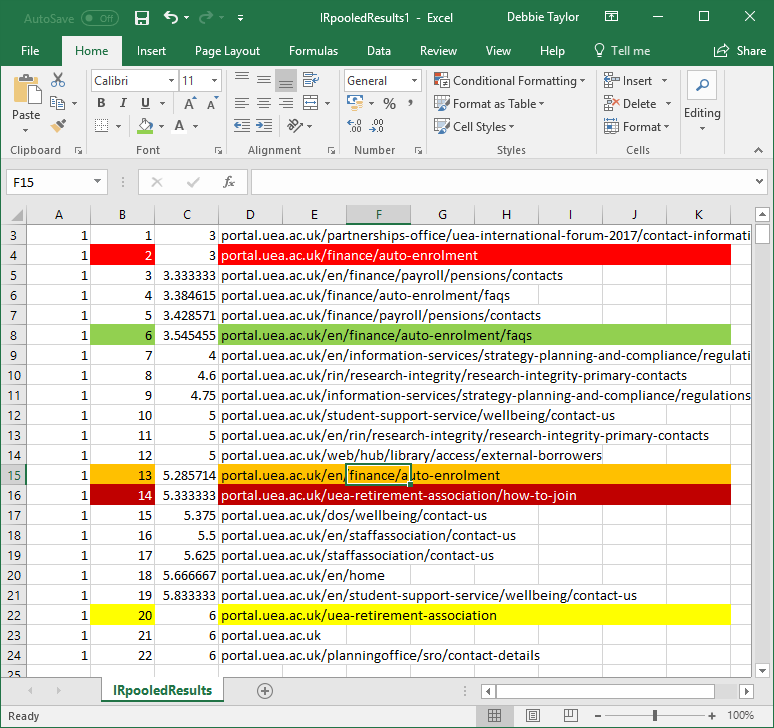 AutoSave Off IRpooledResults1 - Excel Debbie Taylor
File Home Insert Page Layout Formulas Data Review View Help Tell me Share
Calibri 11 General Conditional Formatting Insert
Paste B I U A A % , Format as Table Delete Editing
A Cell Styles Format
Clipboard Font Alignment Number Styles Cells
F15 fx
A B C D E F G H I J K
3 1 1 3 portal.uea.ac.uk/partnerships-office/uea-international-forum-2017/contact-informati
4 1 2 3 portal.uea.ac.uk/finance/auto-enrolment
5 1 3 3.333333 portal.uea.ac.uk/en/finance/payroll/pensions/contacts
6 1 4 3.384615 portal.uea.ac.uk/finance/auto-enrolment/faqs
7 1 5 3.428571 portal.uea.ac.uk/finance/payroll/pensions/contacts
8 1 6 3.545455 portal.uea.ac.uk/en/finance/auto-enrolment/faqs
9 1 7 4 portal.uea.ac.uk/en/information-services/strategy-planning-and-compliance/regulati
10 1 8 4.6 portal.uea.ac.uk/rin/research-integrity/research-integrity-primary-contacts
11 1 9 4.75 portal.uea.ac.uk/information-services/strategy-planning-and-compliance/regulations
12 1 10 5 portal.uea.ac.uk/student-support-service/wellbeing/contact-us
13 1 11 5 portal.uea.ac.uk/en/rin/research-integrity/research-integrity-primary-contacts
14 1 12 5 portal.uea.ac.uk/web/hub/library/access/external-borrowers
15 1 13 5.285714 portal.uea.ac.uk/en/finance/auto-enrolment
16 1 14 5.333333 portal.uea.ac.uk/uea-retirement-association/how-to-join
17 1 15 5.375 portal.uea.ac.uk/dos/wellbeing/contact-us
18 1 16 5.5 portal.uea.ac.uk/en/staffassociation/contact-us
19 1 17 5.625 portal.uea.ac.uk/staffassociation/contact-us
20 1 18 5.666667 portal.uea.ac.uk/en/home
21 1 19 5.833333 portal.uea.ac.uk/en/student-support-service/wellbeing/contact-us
22 1 20 6 portal.uea.ac.uk/uea-retirement-association
23 1 21 6 portal.uea.ac.uk
24 1 22 6 portal.uea.ac.uk/planningoffice/sro/contact-details
25
IRpooledResults
Ready 100%